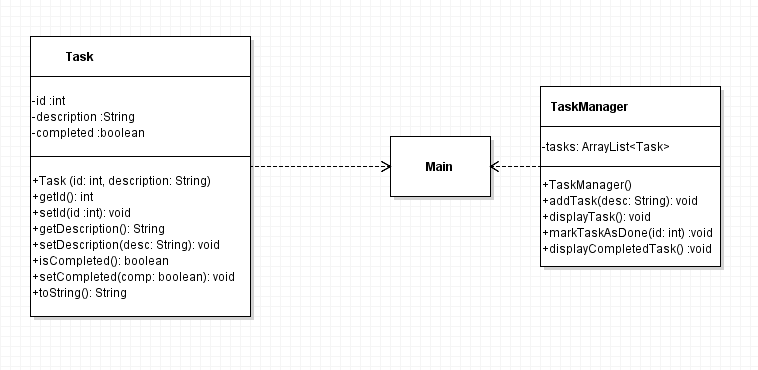 Task
-id :int
-description :String
-completed :boolean
+Task (id: int, description: String)
+getId(): int
+setId(id :int): void
+getDescription(): String
+setDescription(desc: String): void
+isCompleted(): boolean
+setCompleted(comp: boolean): void
+toString(): String
Main
TaskManager
-tasks: ArrayList<Task>
+TaskManager()
+addTask(desc: String): void
+displayTask(): void
+markTaskAsDone(id: int) :void
+displayCompletedTask() :void